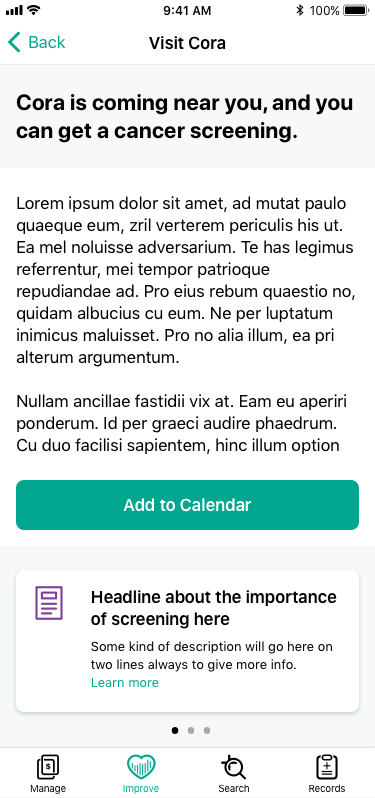 9:41 AM
100%
Back
Visit Cora
Cora is coming near you, and you
can get a cancer screening.
Lorem ipsum dolor sit amet, ad mutat paulo
quaeque eum, zril verterem periculis his ut.
Ea mel noluisse adversarium. Te has legimus
referrentur, mei tempor patrioque
repudiandae ad. Pro eius rebum quaestio no,
quidam albucius cu eum. Ne per luptatum
inimicus maluisset. Pro no alia illum, ea pri
alterum argumentum.
Nullam ancillae fastidii vix at. Eam eu aperiri
ponderum. Id per graeci audire phaedrum.
Cu duo facilisi sapientem, hinc illum option
Add to Calendar
Headline about the importance
of screening here
Some kind of description will go here on
two lines always to give more info.
Learn more
$
Manage
Improve
Search
Records